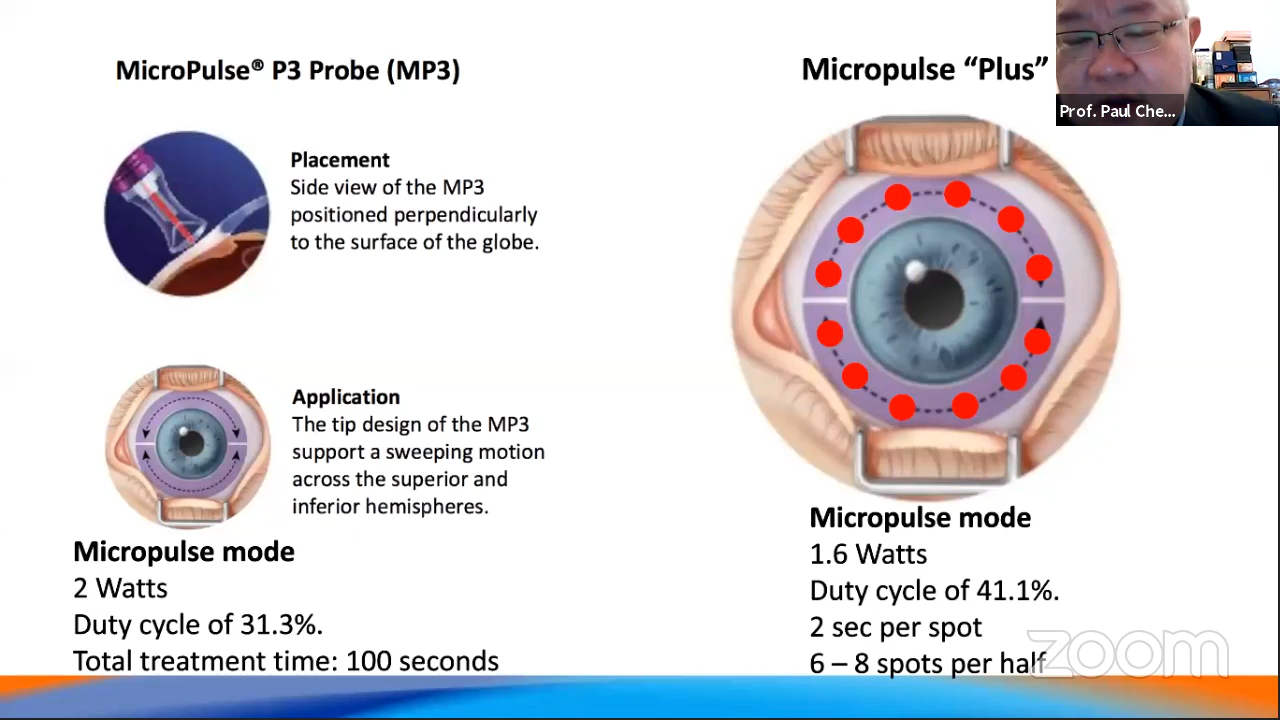 MicroPulse® P3 Probe (MP3)
Placement
Side view of the MP3
positioned perpendicularly
to the surface of the globe.
Application
The tip design of the MP3
support a sweeping motion
across the superior and
inferior hemispheres.
Micropulse mode
2 Watts
Duty cycle of 31.3%.
Total treatment time: 100 seconds
Micropulse “Plus”
Prof. Paul Che...
Micropulse mode
1.6 Watts
Duty cycle of 41.1%.
2 sec per spot
6 – 8 spots per half
zoom